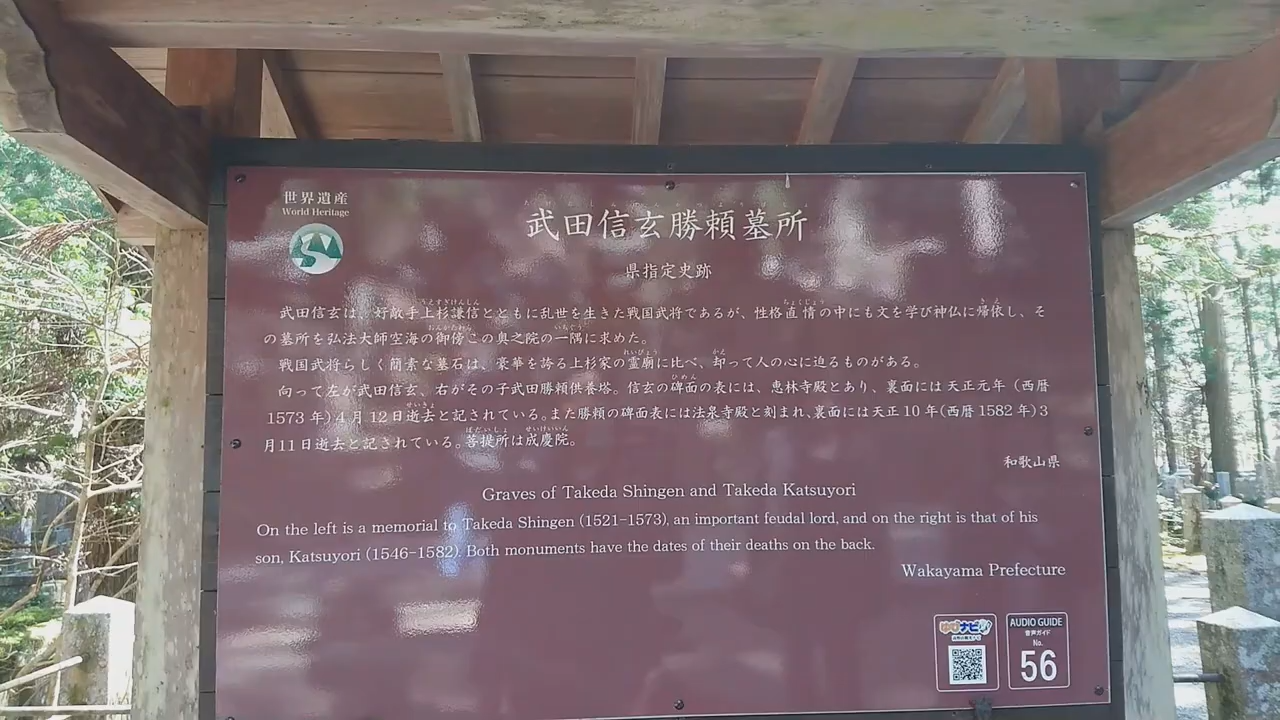 世界遺産
World Heritage
武田信玄勝頼墓所
県指定史跡
武田信玄は、好敵手上杉謙信とともに乱世を生きた戦国武将であるが、性格直情の中にも文を学び神仏に帰依し、そ
の墓所を弘法大師空海の御傍この奥之院の一隅に求めた。
戦国武将らしく簡素な墓石は、豪華を誇る上杉家の霊廟に比べ、却って人の心に迫るものがある。
向って左が武田信玄、右がその子武田勝頼供養塔。信玄の碑面の表には、恵林寺殿とあり、裏面には天正元年(西暦
1573年)4月12日逝去と記されている。また勝頼の碑面表には法泉寺殿と刻まれ、裏面には天正10年(西暦1582年)3
月11日逝去と記されている。菩提所は成慶院。
和歌山県
Graves of Takeda Shingen and Takeda Katsuyori
On the left is a memorial to Takeda Shingen (1521-1573), an important feudal lord, and on the right is that of his
son, Katsuyori (1546-1582). Both monuments have the dates of their deaths on the back.
Wakayama Prefecture
AUDIO GUIDE
音声ガイド
No.
56